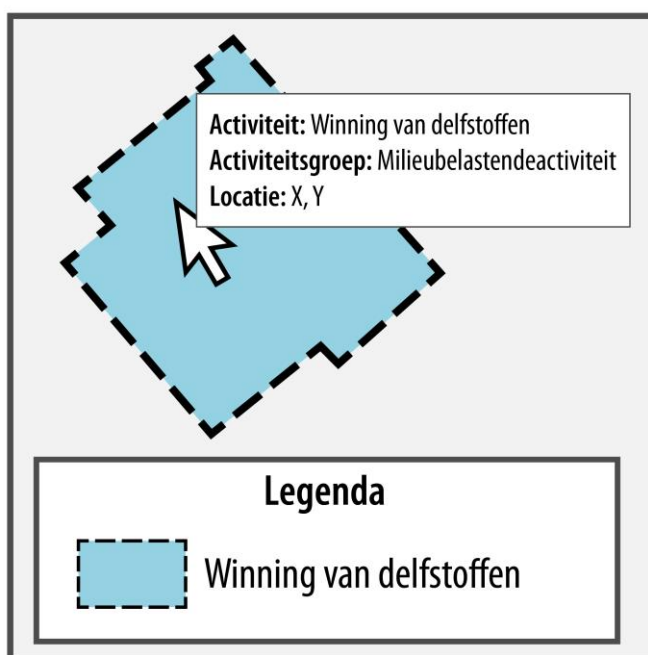 Activiteit: Winning van delfstoffen
Activiteitsgroep: Milieubelastendeactiviteit
Locatie: X, Y
Legenda
Winning van delfstoffen